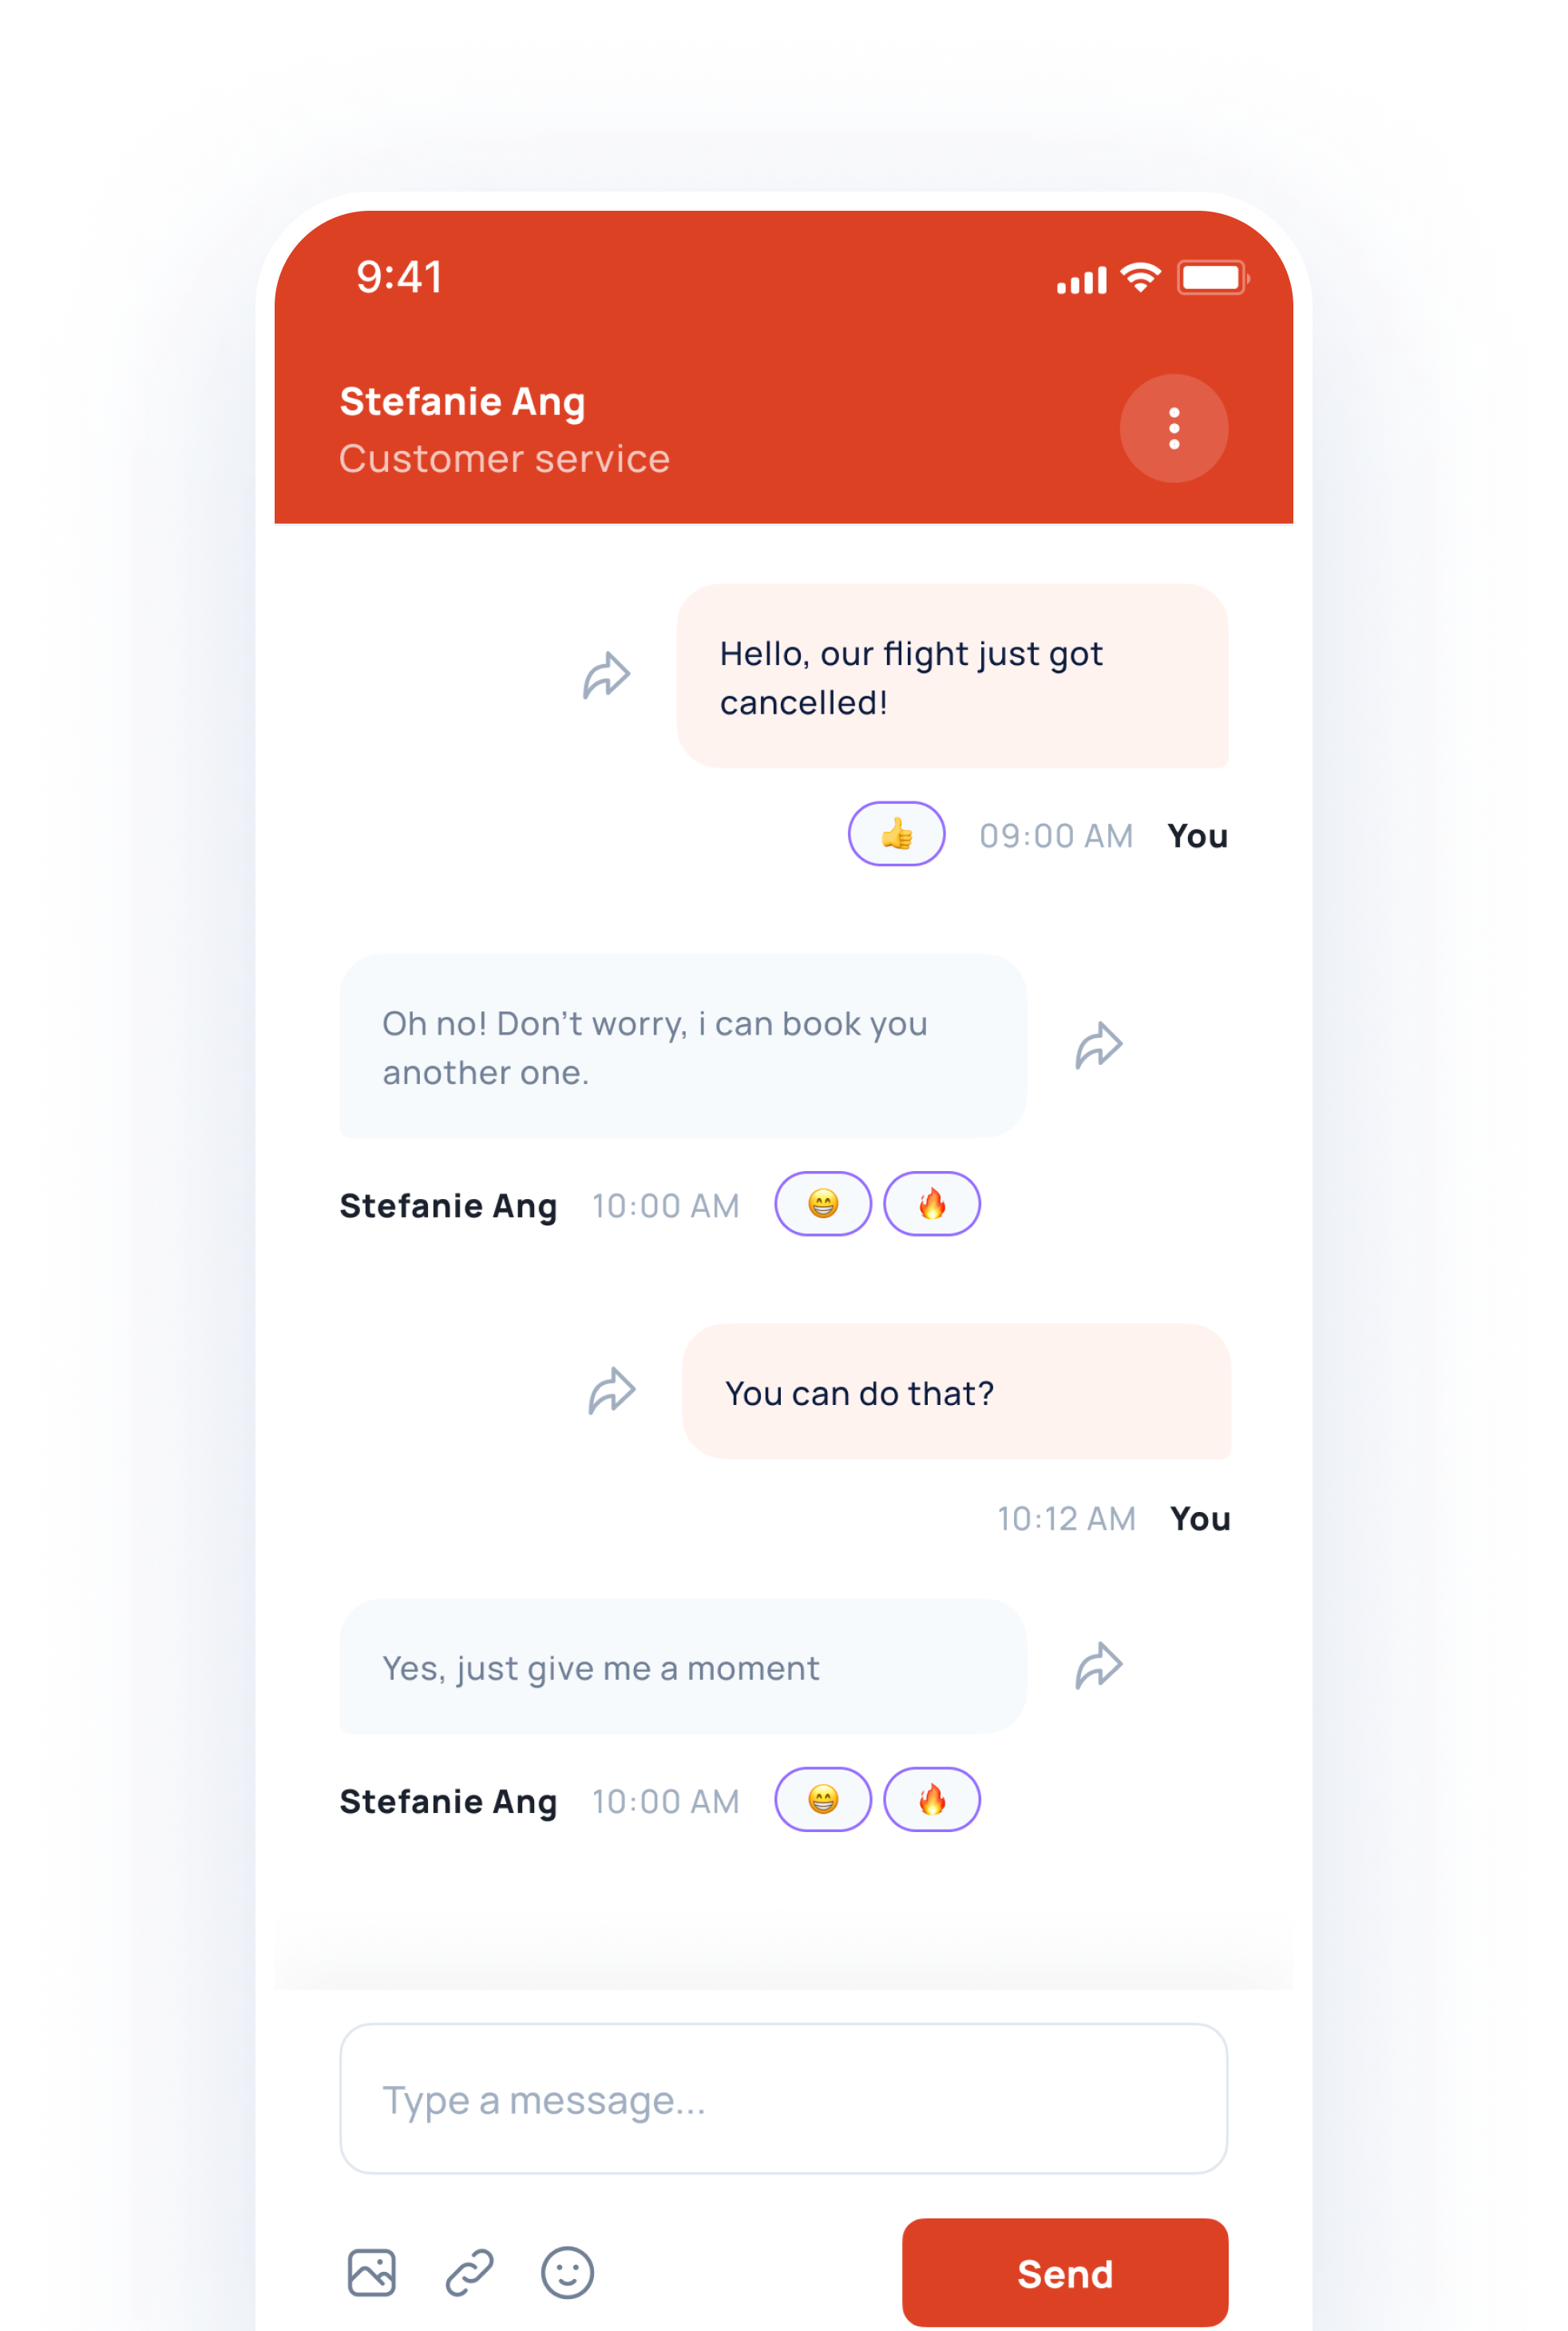 9:41
Stefanie Ang
Customer service
Hello, our flight just got
cancelled!
👍 09:00 AM You
Oh no! Don't worry, i can book you
another one.
Stefanie Ang 10:00 AM 😁 🔥
You can do that?
10:12 AM You
Yes, just give me a moment
Stefanie Ang 10:00 AM 😁 🔥
Type a message...
Send